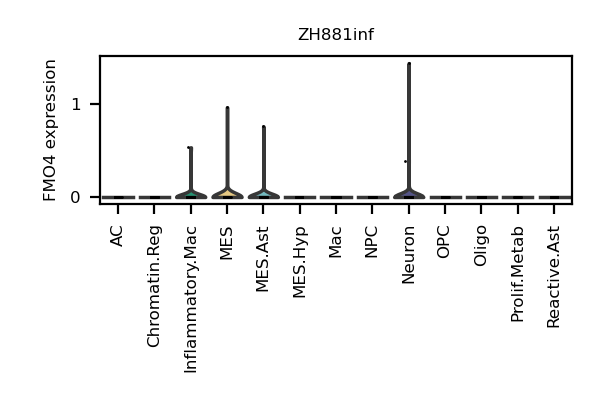 ZH881inf
FMO4 expression
1
0
AC
Chromatin.Reg
Inflammatory.Mac
MES
MES.Ast
MES.Hyp
Mac
NPC
Neuron
OPC
Oligo
Prolif.Metab
Reactive.Ast